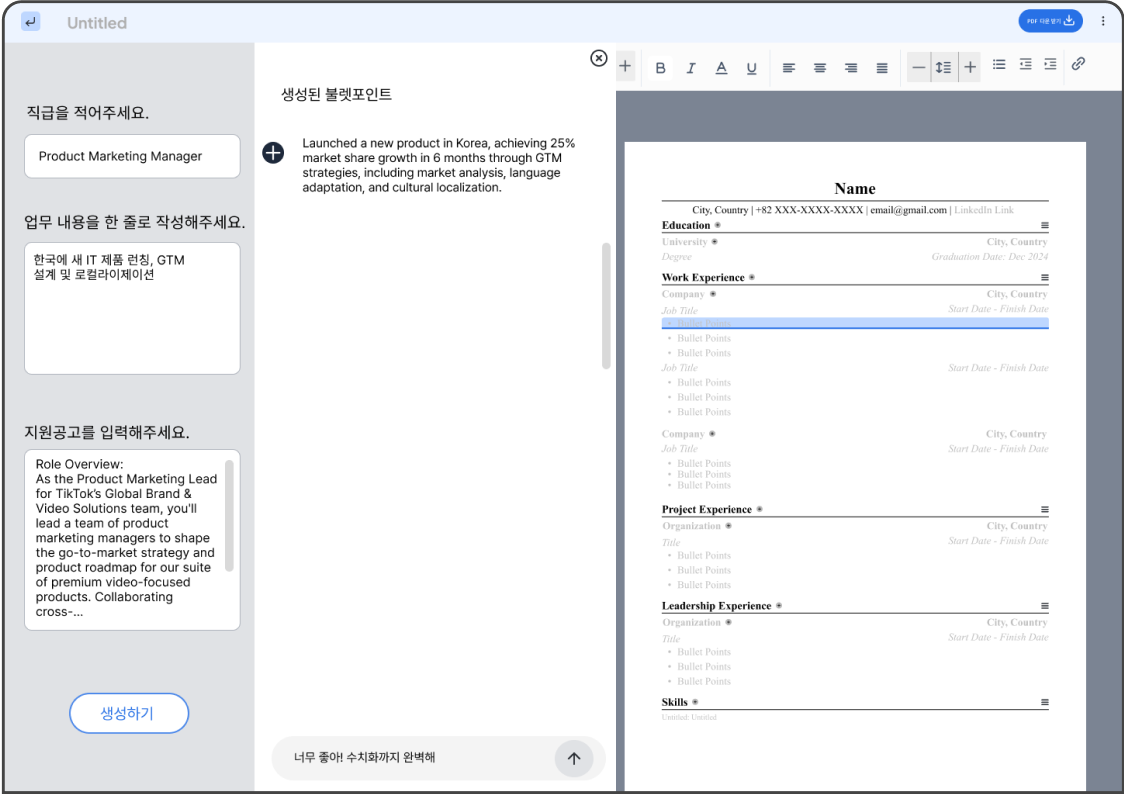 Untitled
PDF 다운 받기
직급을 적어주세요.
Product Marketing Manager
업무 내용을 한 줄로 작성해주세요.
한국에 새 IT 제품 런칭, GTM
설계 및 로컬라이제이션
지원공고를 입력해주세요.
Role Overview:
As the Product Marketing Lead
for TikTok's Global Brand &
Video Solutions team, you'll
lead a team of product
marketing managers to shape
the go-to-market strategy and
product roadmap for our suite
of premium video-focused
products. Collaborating
cross-...
생성하기
생성된 불렛포인트
Launched a new product in Korea, achieving 25%
market share growth in 6 months through GTM
strategies, including market analysis, language
adaptation, and cultural localization.
너무 좋아! 수치화까지 완벽해
B I A U
Name
City, Country | +82 XXX-XXXX-XXXX | email@gmail.com | LinkedIn Link
Education
University City, Country
Degree Graduation Date: Dec 2024
Work Experience
Company City, Country
Job Title Start Date - Finish Date
• Bullet Points
• Bullet Points
• Bullet Points
Job Title Start Date - Finish Date
• Bullet Points
• Bullet Points
• Bullet Points
Company City, Country
Job Title Start Date - Finish Date
• Bullet Points
• Bullet Points
• Bullet Points
Project Experience
Organization City, Country
Title Start Date - Finish Date
• Bullet Points
• Bullet Points
• Bullet Points
Leadership Experience
Organization City, Country
Title Start Date - Finish Date
• Bullet Points
• Bullet Points
• Bullet Points
Skills
Untitled: Untitled